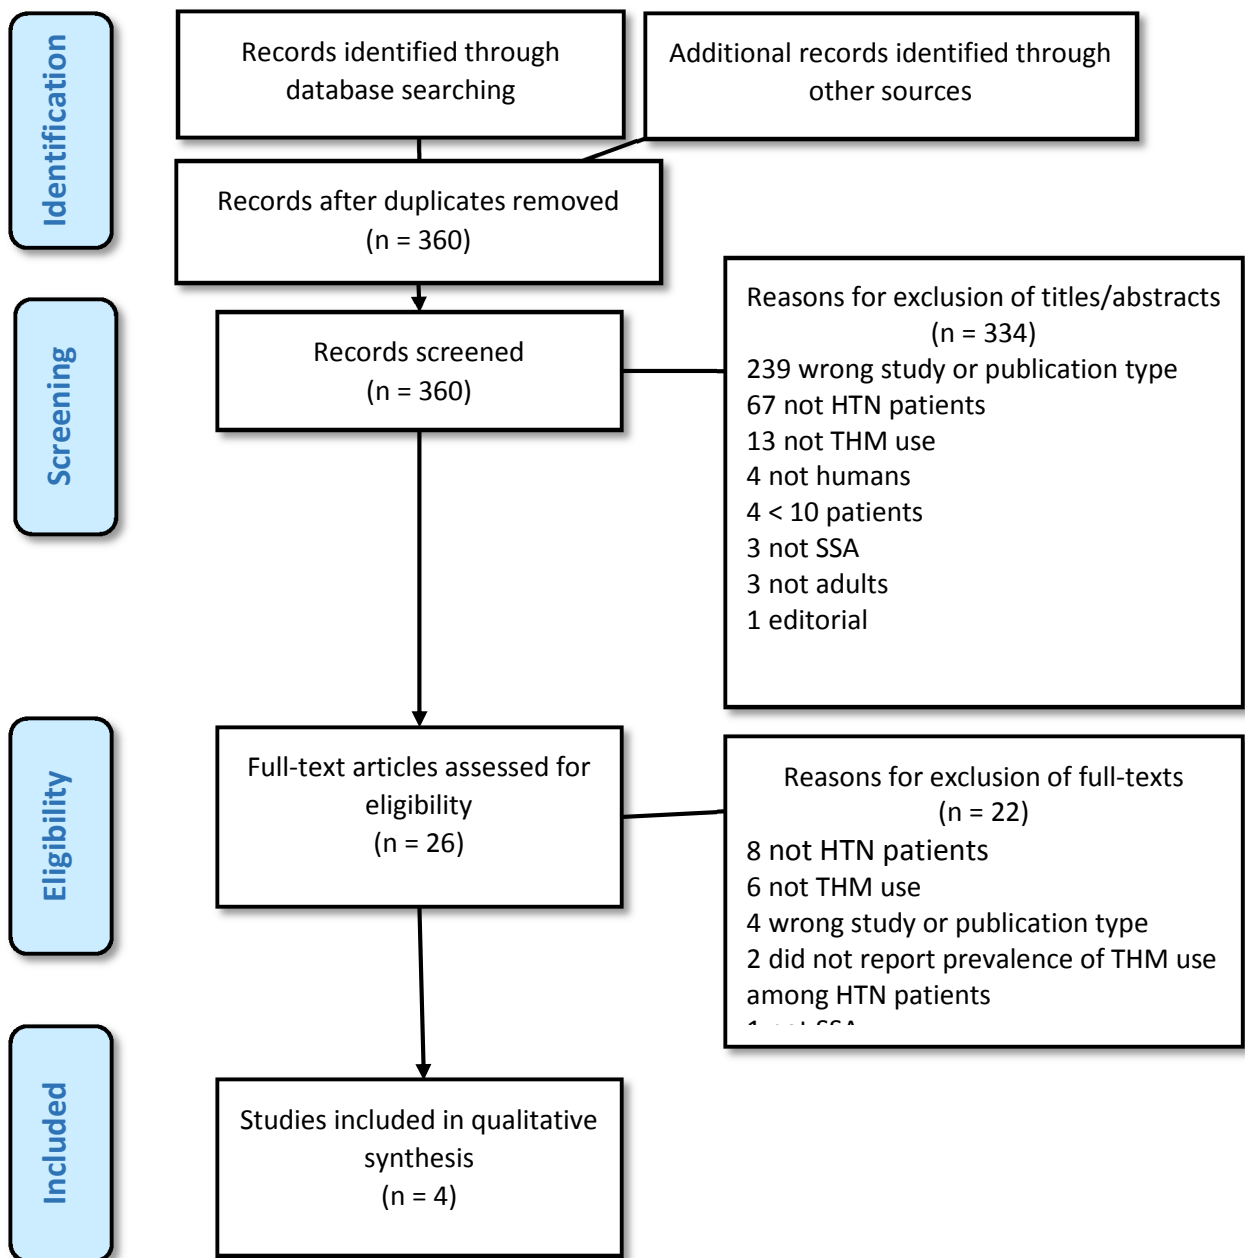 Identification
Records identified through
database searching
Additional records identified through
other sources
Records after duplicates removed
(n = 360)
Screening
Records screened
(n = 360)
Reasons for exclusion of titles/abstracts
(n = 334)
239 wrong study or publication type
67 not HTN patients
13 not THM use
4 not humans
4 < 10 patients
3 not SSA
3 not adults
1 editorial
Eligibility
Full-text articles assessed for
eligibility
(n = 26)
Reasons for exclusion of full-texts
(n = 22)
8 not HTN patients
6 not THM use
4 wrong study or publication type
2 did not report prevalence of THM use
among HTN patients
1 not SSA
Included
Studies included in qualitative
synthesis
(n = 4)